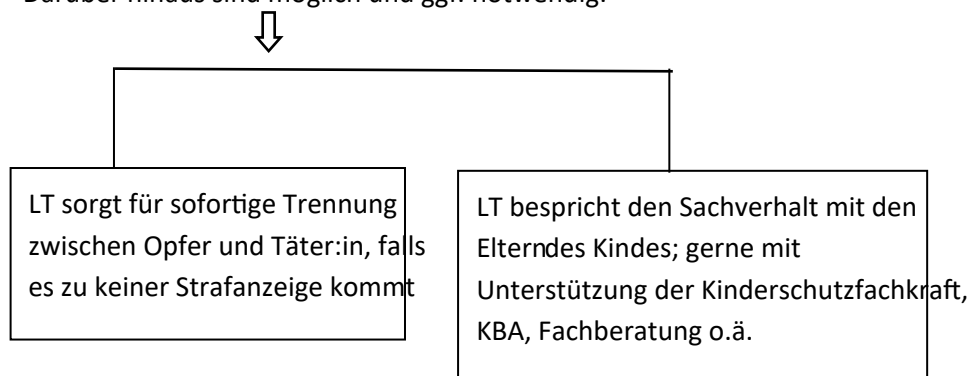 Darüber hinaus sind möglich und ggf. notwendig:
LT sorgt für sofortige Trennung
zwischen Opfer und Täter:in, falls
es zu keiner Strafanzeige kommt
LT bespricht den Sachverhalt mit den
Elterndes Kindes; gerne mit
Unterstützung der Kinderschutzfachkraft,
KBA, Fachberatung o.ä.